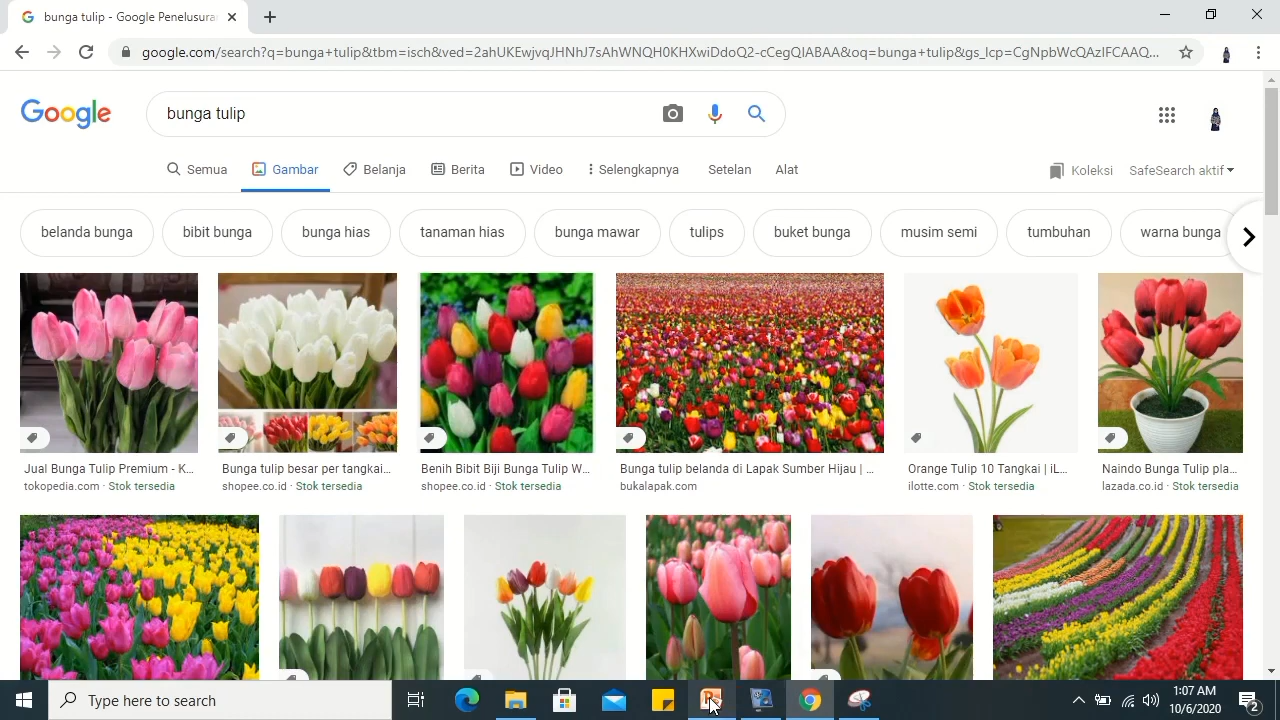 bunga tulip - Google Penelusuran
google.com/search?q=bunga+tulip&tbm=isch&ved=2ahUKEwjvqJHNhJ7sAhWNQH0KHXwiDdoQ2-cCegQIABAA&oq=bunga+tulip&gs_lcp=CgNpbWcQAzIFCAAQ...
Google
bunga tulip
Semua Gambar Belanja Berita Video Selengkapnya Setelan Alat Koleksi SafeSearch aktif
belanda bunga bibit bunga bunga hias tanaman hias bunga mawar tulips buket bunga musim semi tumbuhan warna bunga
Jual Bunga Tulip Premium - K... Bunga tulip besar per tangkai... Benih Bibit Biji Bunga Tulip W... Bunga tulip belanda di Lapak Sumber Hijau | ... Orange Tulip 10 Tangkai | iL... Naindo Bunga Tulip pla...
tokopedia.com · Stok tersedia shopee.co.id · Stok tersedia shopee.co.id · Stok tersedia bukalapak.com ilotte.com · Stok tersedia lazada.co.id · Stok tersedia
Type here to search
1:07 AM
10/6/2020
2